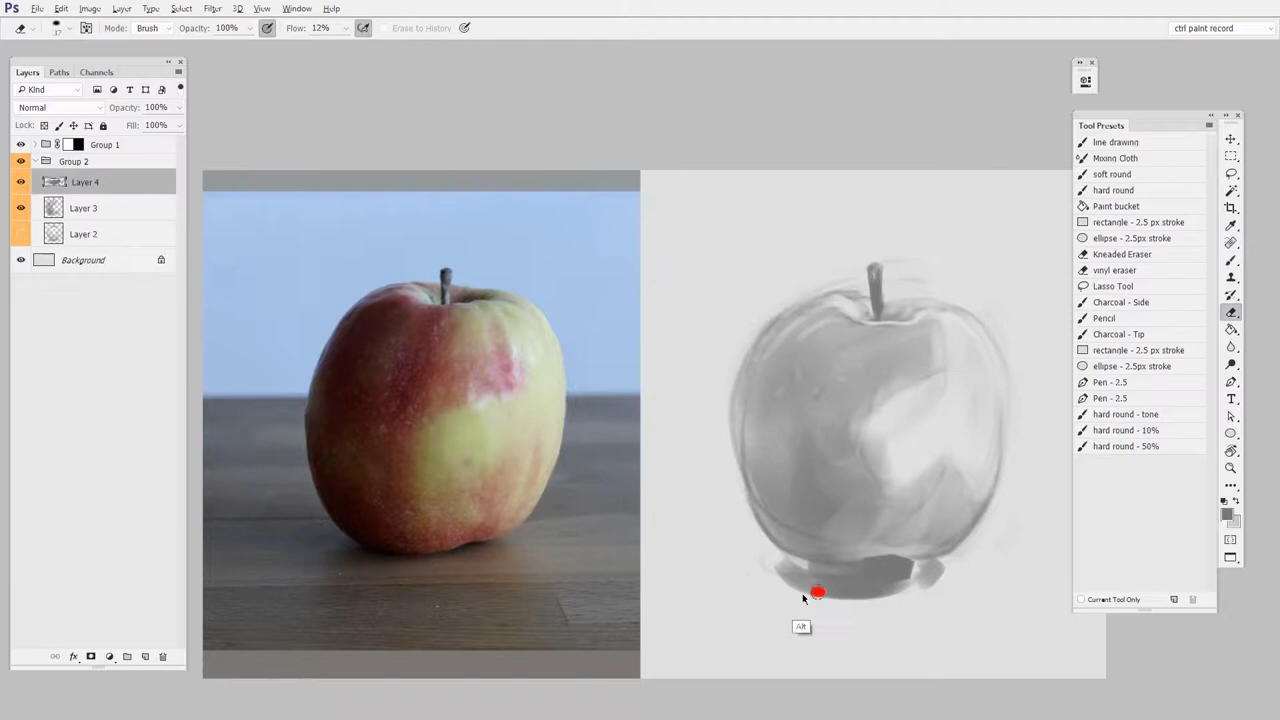 Ps File Edit Image Layer Type Select Filter 3D View Window Help
37 Mode: Brush Opacity: 100% Flow: 12% Erase to History ctrl paint record
Layers Paths Channels
Kind
Normal Opacity: 100%
Lock: Fill: 100%
Group 1
Group 2
Layer 4
Layer 3
Layer 2
Background
Alt
Tool Presets
line drawing
Mixing Cloth
soft round
hard round
Paint bucket
rectangle - 2.5 px stroke
ellipse - 2.5px stroke
Kneaded Eraser
vinyl eraser
Lasso Tool
Charcoal - Side
Pencil
Charcoal - Tip
rectangle - 2.5 px stroke
ellipse - 2.5px stroke
Pen - 2.5
Pen - 2.5
hard round - tone
hard round - 10%
hard round - 50%
Current Tool Only